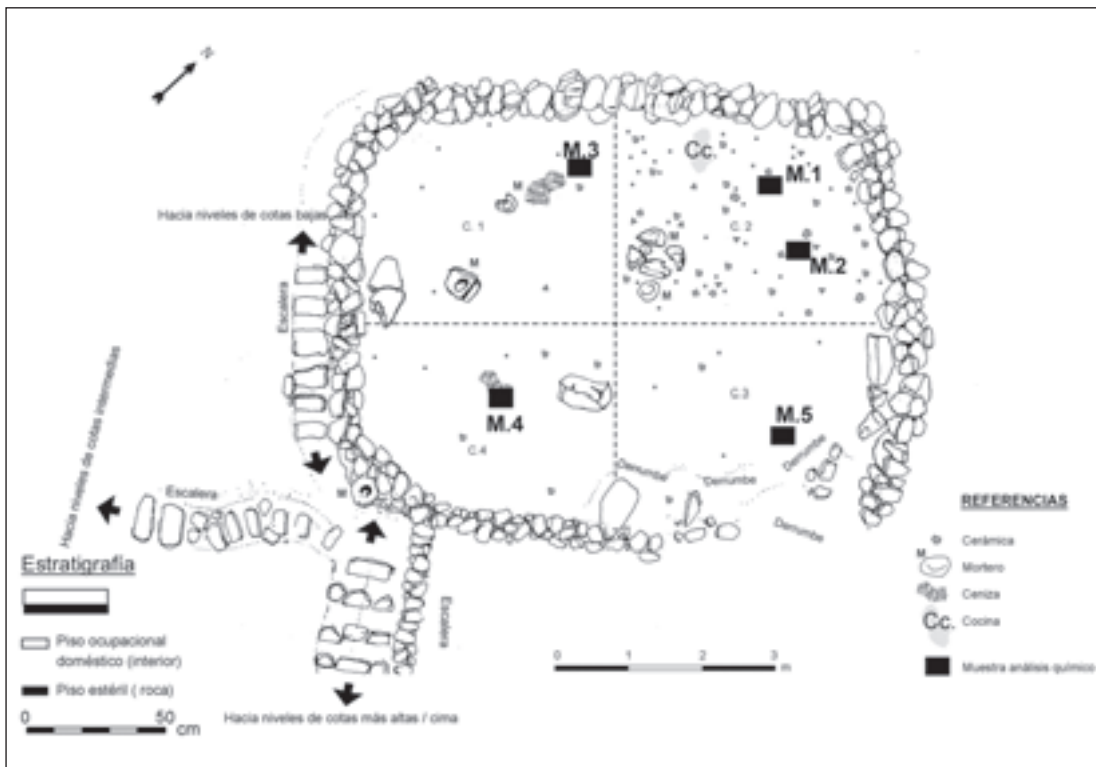 N
M.3
Cc.
M.1
M
Hacia niveles de cotas bajas
C. 1
C. 2
M
M.2
M
M
Escalera
Hacia niveles de cotas intermedias
M.4
C.3
M.5
C.4
Derrumbe
Derrumbe
Derrumbe
Derrumbe
M
Escalera
Escalera
REFERENCIAS
Cerámica
M
Mortero
Ceniza
Cc. Cocina
Muestra análisis químico
Estratigrafía
Piso ocupacional
doméstico (interior)
Piso estéril ( roca)
0 50
cm
0 1 2 3
m
Hacia niveles de cotas más altas / cima